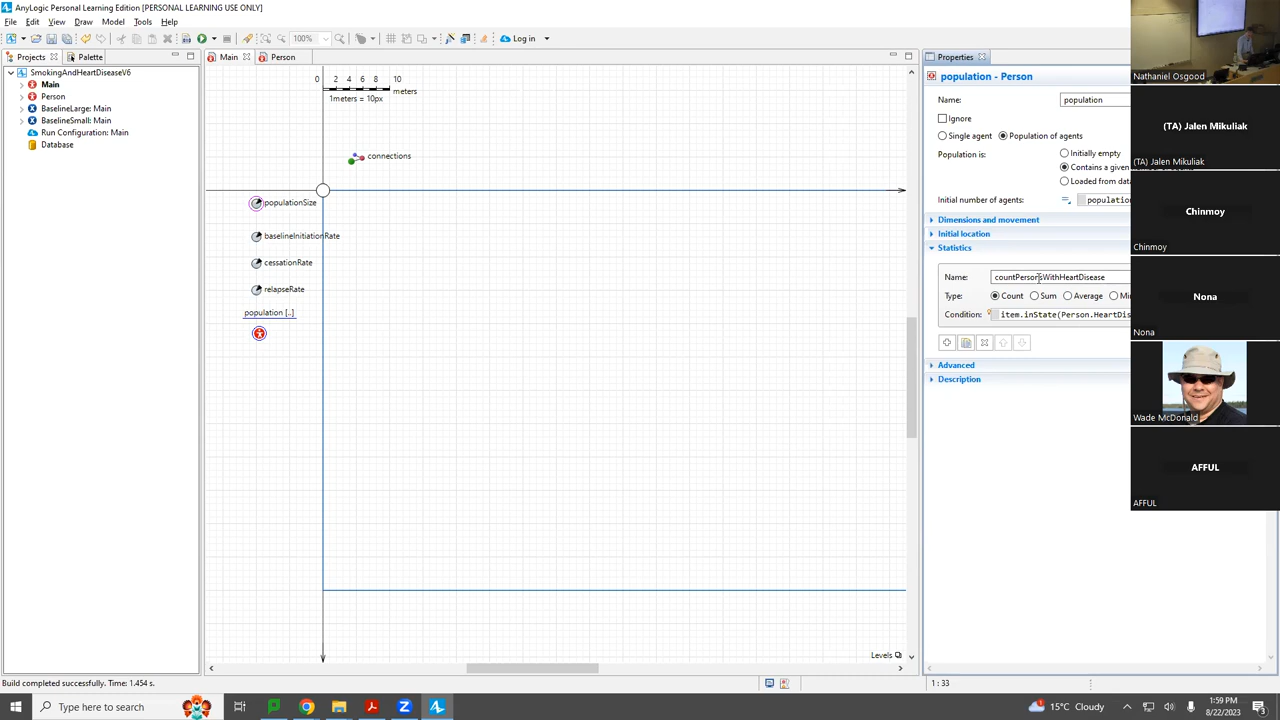 AnyLogic Personal Learning Edition [PERSONAL LEARNING USE ONLY]
File Edit View Draw Model Tools Help
100%
Log in
Projects
Palette
Main
Person
Properties
SmokingAndHeartDiseaseV6
Main
Person
BaselineLarge: Main
BaselineSmall: Main
Run Configuration: Main
Database
0 2 4 6 8 10
meters
1meters = 10px
connections
populationSize
baselineInitiationRate
cessationRate
relapseRate
population [..]
Levels
population - Person
Name:
population
Ignore
Single agent
Population of agents
Population is:
Initially empty
Contains a given
Loaded from dat
Initial number of agents:
population
Dimensions and movement
Initial location
Statistics
Name:
countPersonsWithHeartDisease
Type:
Count
Sum
Average
Mi
Condition:
item.inState(Person.HeartDis
Advanced
Description
Nathaniel Osgood
(TA) Jalen Mikuliak
(TA) Jalen Mikuliak
Chinmoy
Chinmoy
Nona
Nona
Wade McDonald
AFFUL
AFFUL
Build completed successfully. Time: 1.454 s.
1 : 33
Type here to search
15°C Cloudy
1:59 PM
8/22/2023
3